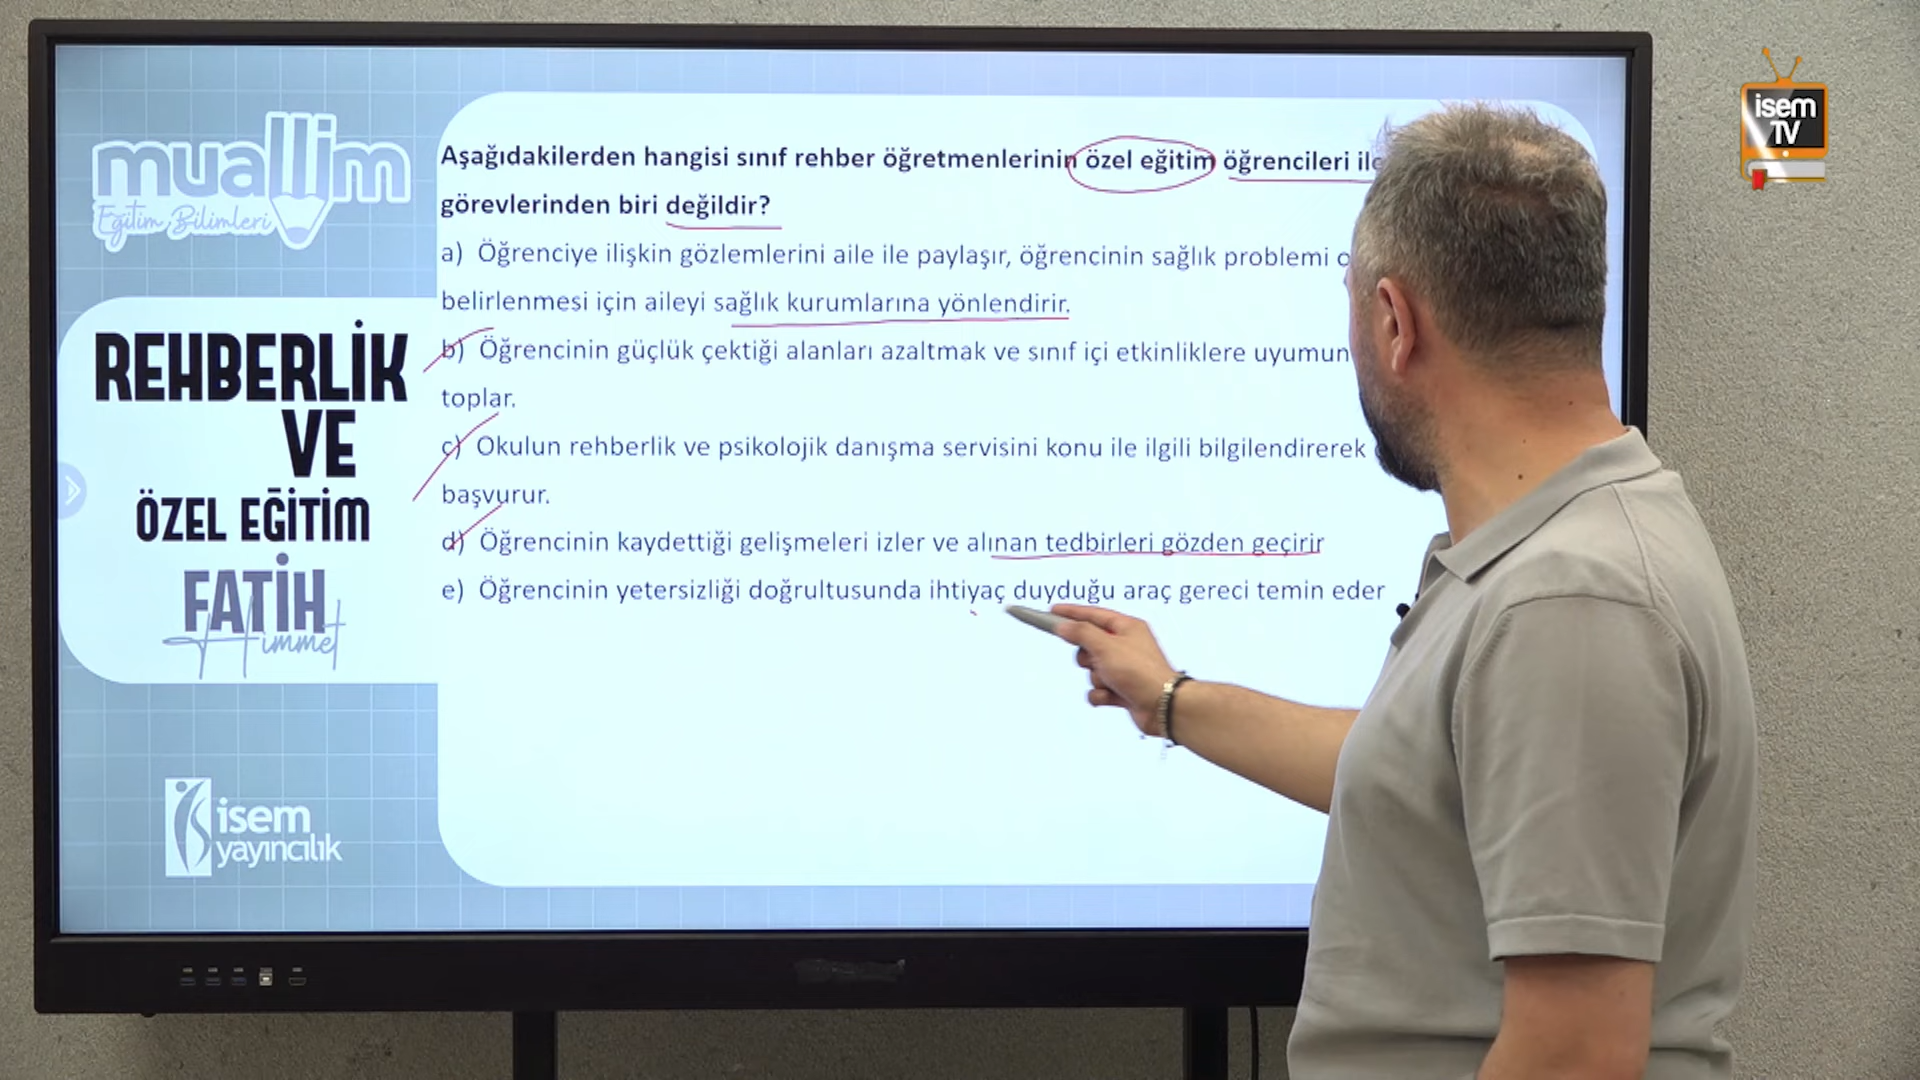 isem
TV
muallim
Eğitim Bilimleri
REHBERLİK
VE
ÖZEL EĞİTİM
FATİH
Himmet
isem
yayıncılık
Aşağıdakilerden hangisi sınıf rehber öğretmenlerinin özel eğitim öğrencileri ile
görevlerinden biri değildir?
a) Öğrenciye ilişkin gözlemlerini aile ile paylaşır, öğrencinin sağlık problemi
belirlenmesi için aileyi sağlık kurumlarına yönlendirir.
b) Öğrencinin güçlük çektiği alanları azaltmak ve sınıf içi etkinliklere
toplar.
c) Okulun rehberlik ve psikolojik danışma servisini konu ile ilgili bilgilendirerek
başvurur.
d) Öğrencinin kaydettiği gelişmeleri izler ve alınan tedbirleri gözden geçirir
e) Öğrencinin yetersizliği doğrultusunda ihtiyaç duyduğu araç gereci temin eder